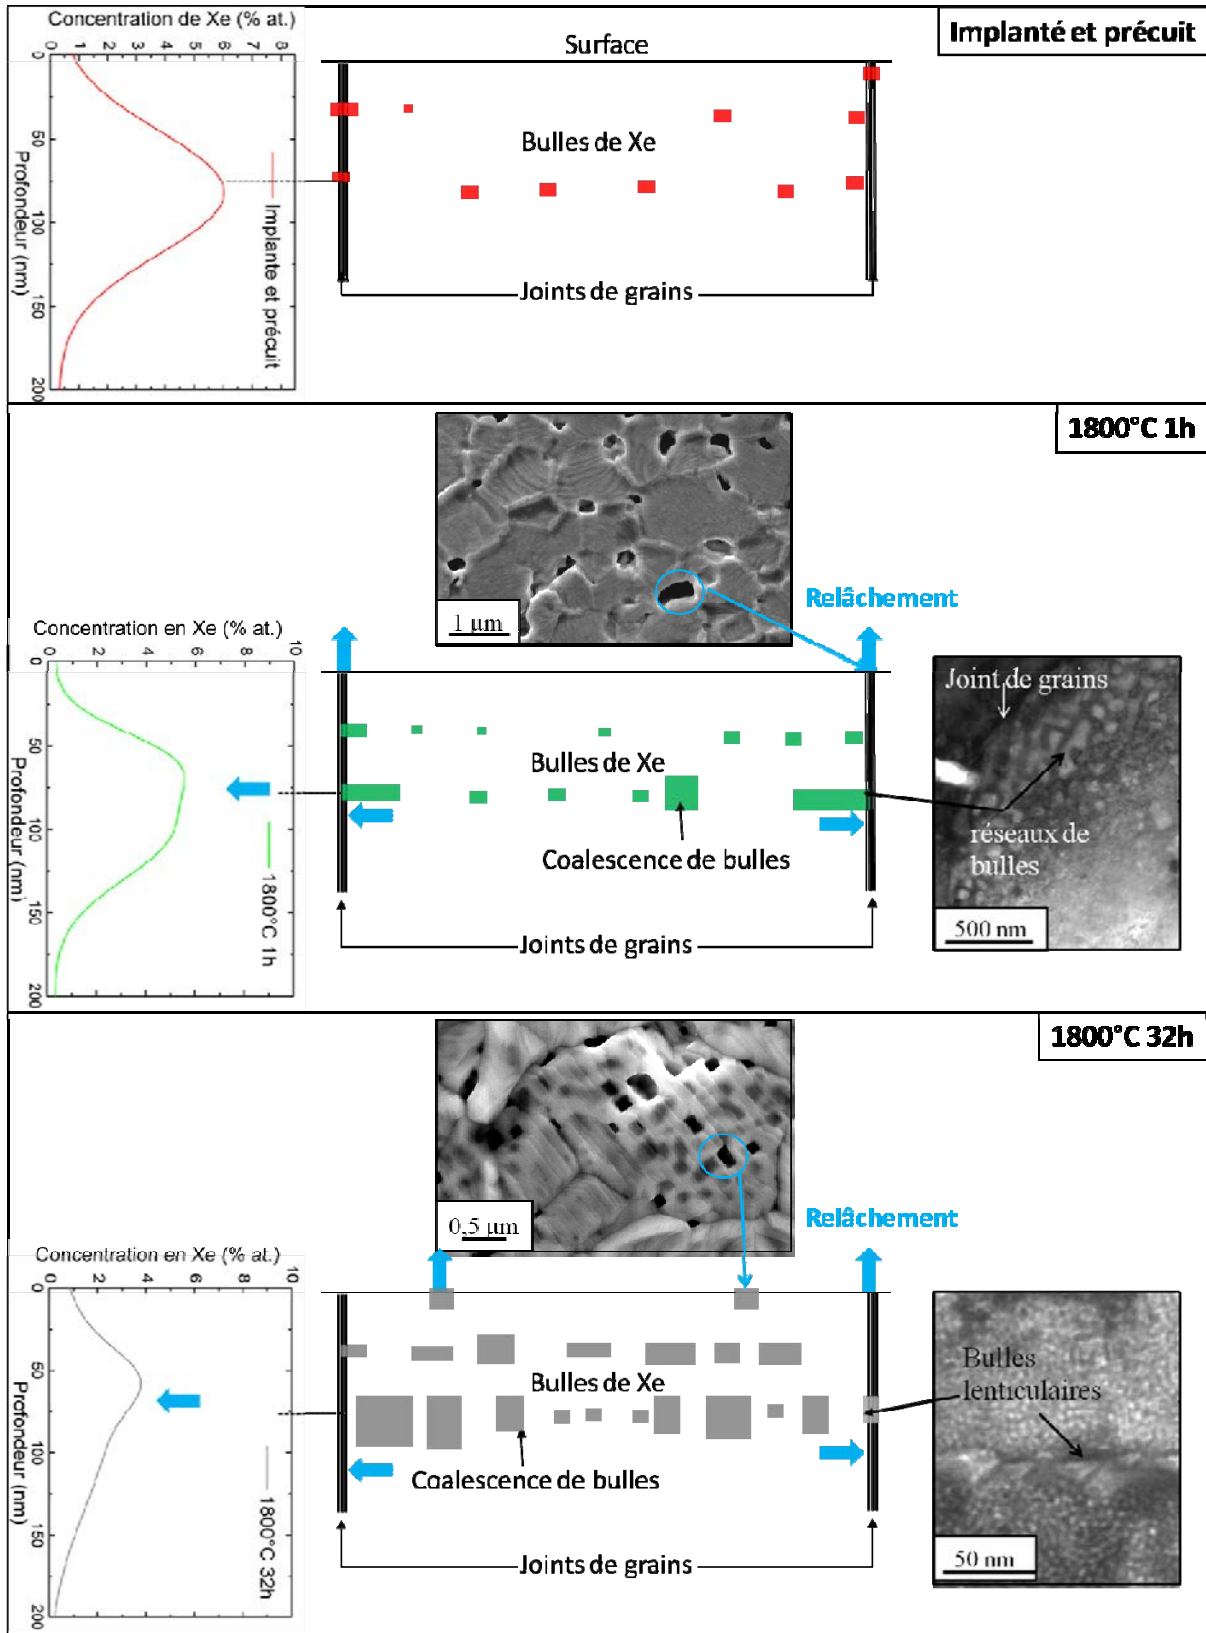 Implanté et précuit
Concentration de Xe (% at.)
0 1 2 3 4 5 6 7 8
0
50
100
150
200
Profondeur (nm)
Implante et précuit
Surface
Bulles de Xe
Joints de grains
1800°C 1h
1 µm
Relâchement
Concentration en Xe (% at.)
0 2 4 6 8 10
0
50
100
150
200
Profondeur (nm)
1800°C 1h
Bulles de Xe
Coalescence de bulles
Joints de grains
Joint de grains
réseaux de
bulles
500 nm
1800°C 32h
0,5 µm
Relâchement
Concentration en Xe (% at.)
0 2 4 6 8 10
0
50
100
150
200
Profondeur (nm)
1800°C 32h
Bulles de Xe
Coalescence de bulles
Joints de grains
Bulles
lenticulaires
50 nm